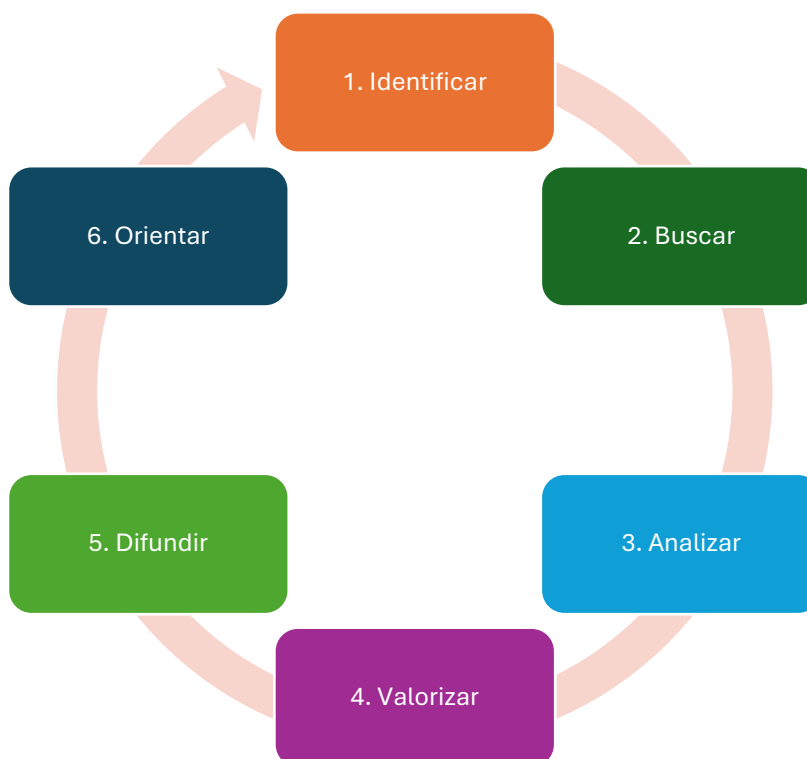 1. Identificar
2. Buscar
3. Analizar
4. Valorizar
5. Difundir
6. Orientar